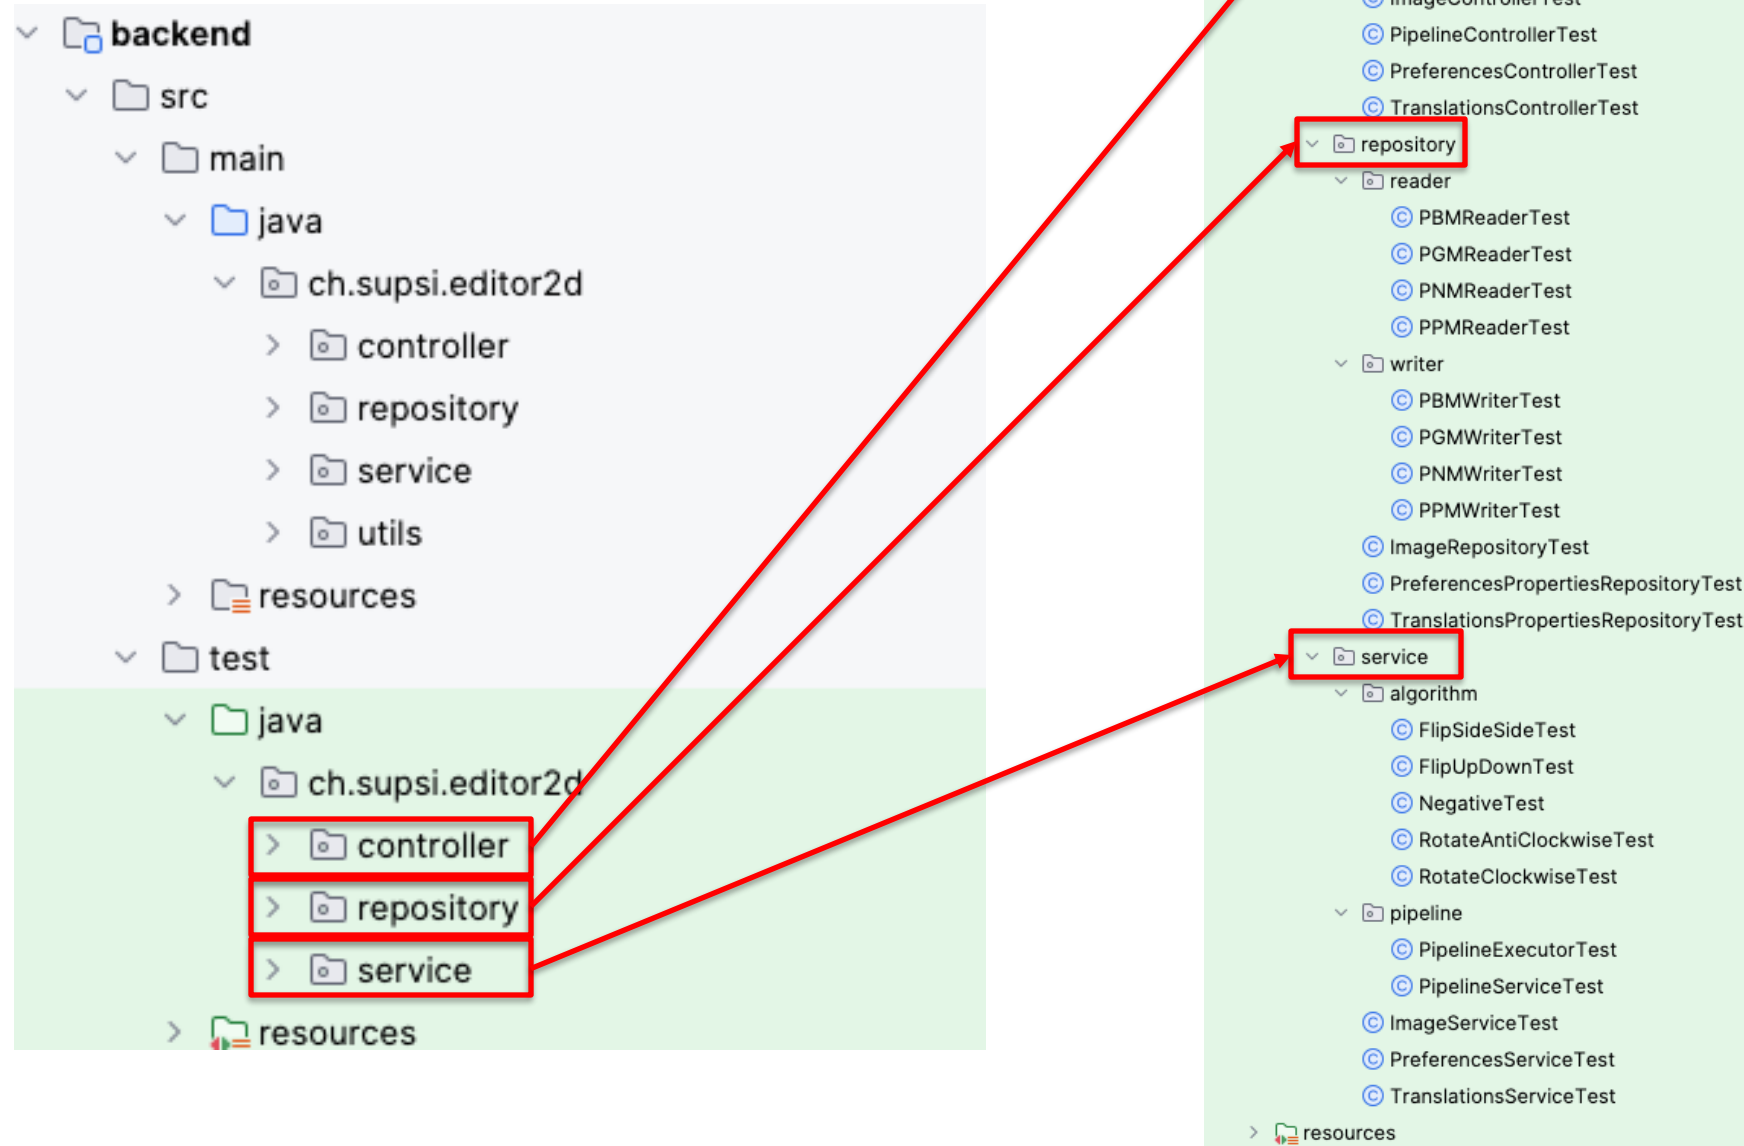 backend
src
main
java
ch.supsi.editor2d
controller
repository
service
utils
resources
test
java
ch.supsi.editor2d
controller
repository
service
resources
ImageControllerTest
PipelineControllerTest
PreferencesControllerTest
TranslationsControllerTest
repository
reader
PBMReaderTest
PGMReaderTest
PNMReaderTest
PPMReaderTest
writer
PBMWriterTest
PGMWriterTest
PNMWriterTest
PPMWriterTest
ImageRepositoryTest
PreferencesPropertiesRepositoryTest
TranslationsPropertiesRepositoryTest
service
algorithm
FlipSideSideTest
FlipUpDownTest
NegativeTest
RotateAntiClockwiseTest
RotateClockwiseTest
pipeline
PipelineExecutorTest
PipelineServiceTest
ImageServiceTest
PreferencesServiceTest
TranslationsServiceTest
resources